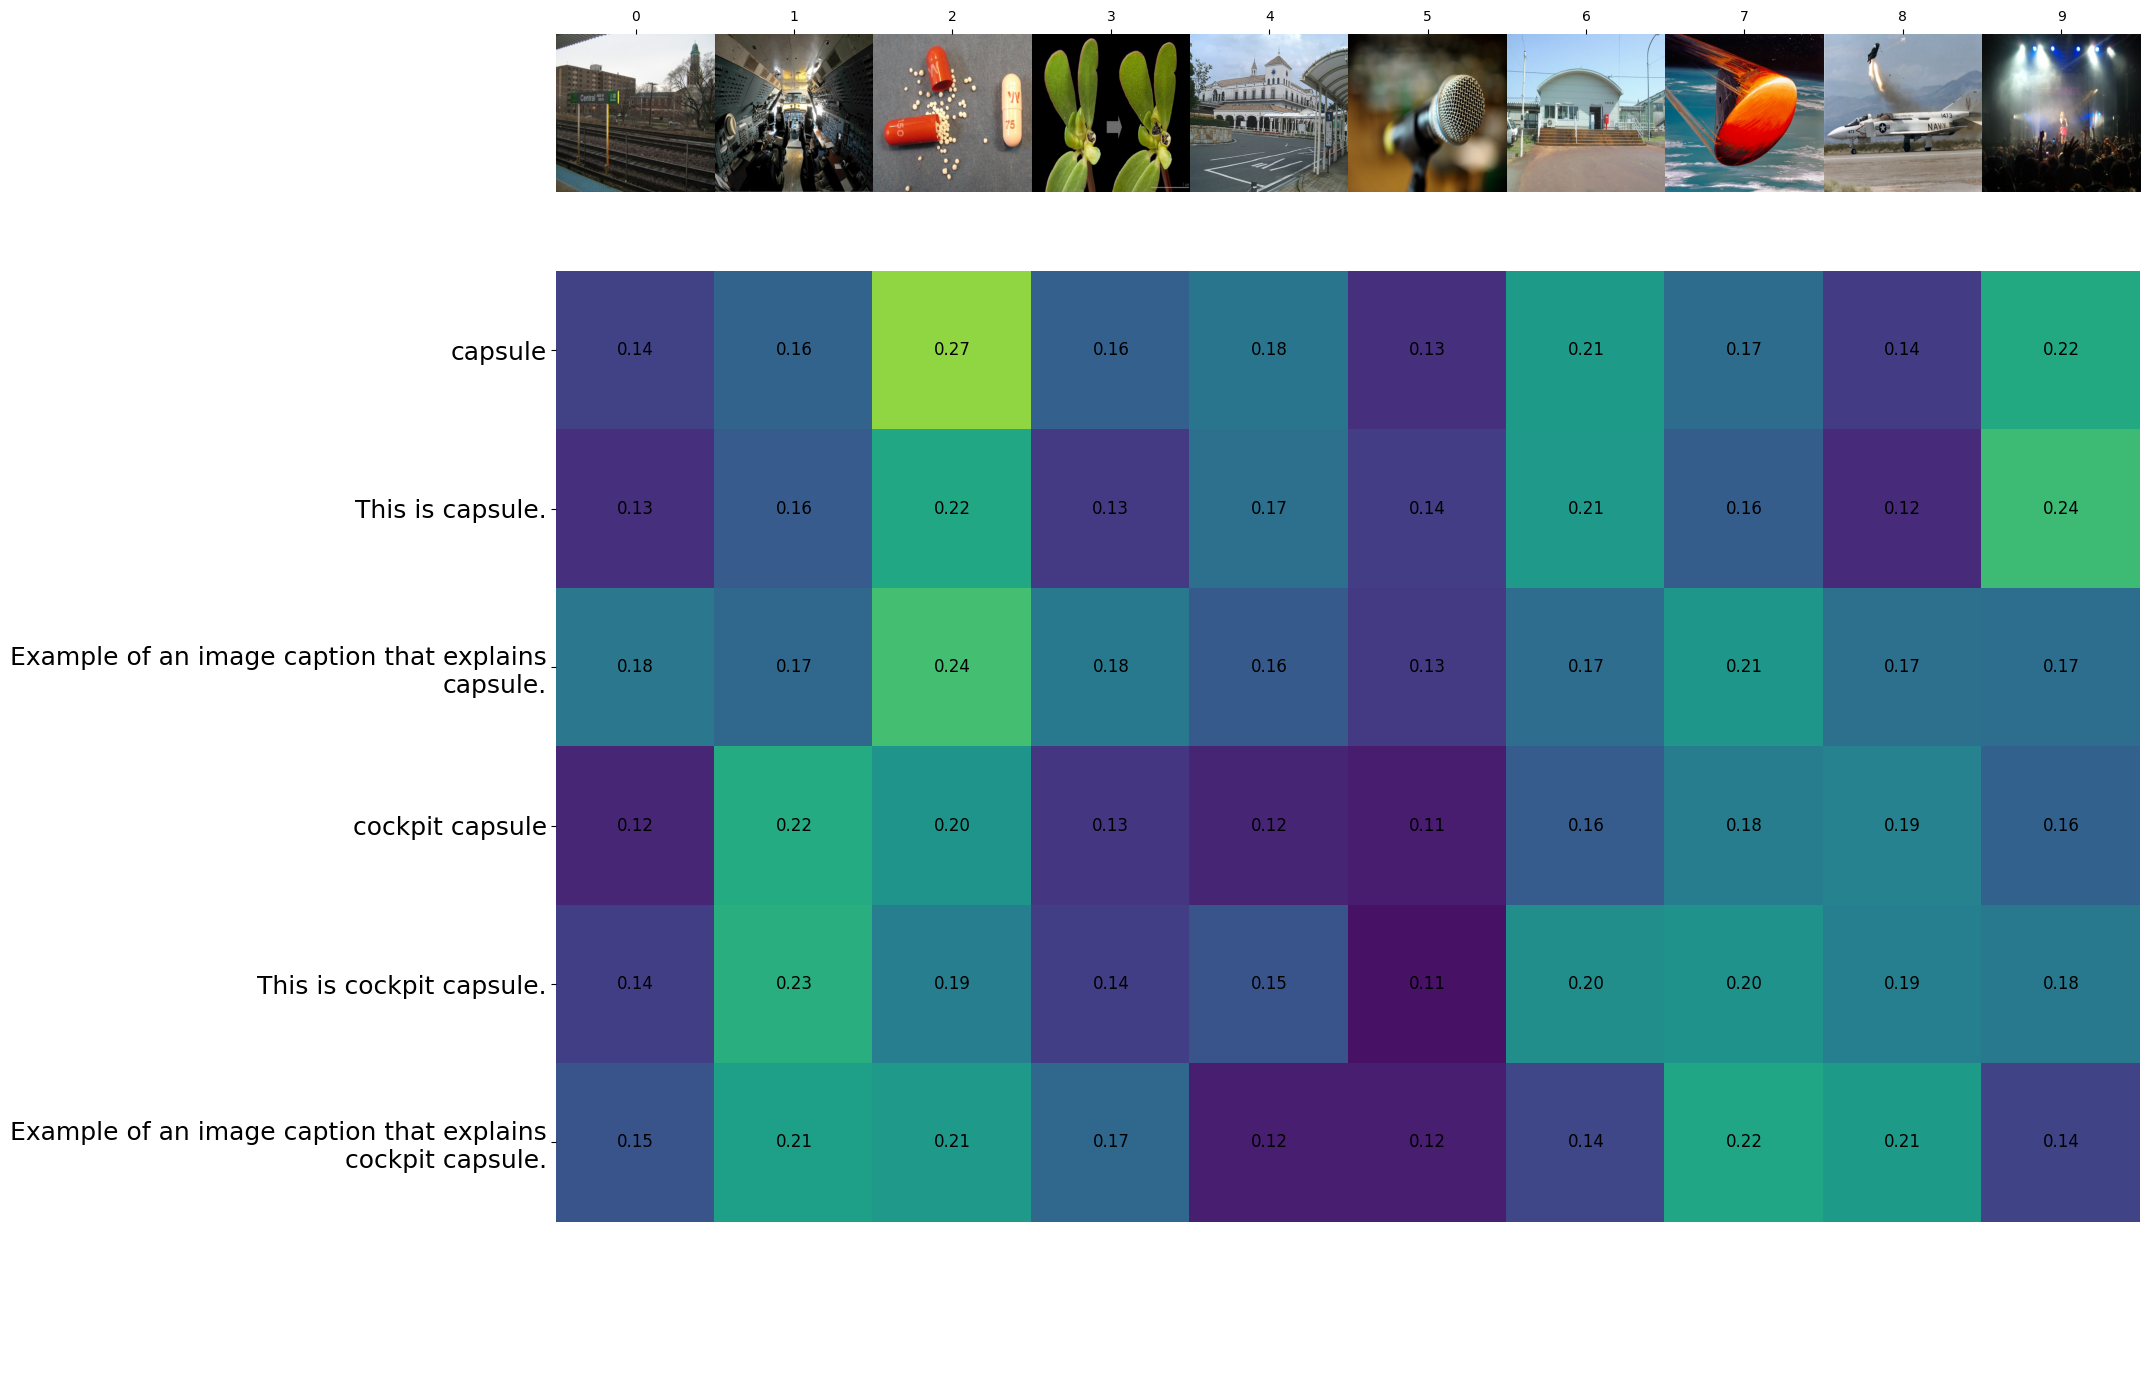 0 1 2 3 4 5 6 7 8 9
Central
NAVY
capsule 0.14 0.16 0.27 0.16 0.18 0.13 0.21 0.17 0.14 0.22
This is capsule. 0.13 0.16 0.22 0.13 0.17 0.14 0.21 0.16 0.12 0.24
Example of an image caption that explains
capsule. 0.18 0.17 0.24 0.18 0.16 0.13 0.17 0.21 0.17 0.17
cockpit capsule 0.12 0.22 0.20 0.13 0.12 0.11 0.16 0.18 0.19 0.16
This is cockpit capsule. 0.14 0.23 0.19 0.14 0.15 0.11 0.20 0.20 0.19 0.18
Example of an image caption that explains
cockpit capsule. 0.15 0.21 0.21 0.17 0.12 0.12 0.14 0.22 0.21 0.14